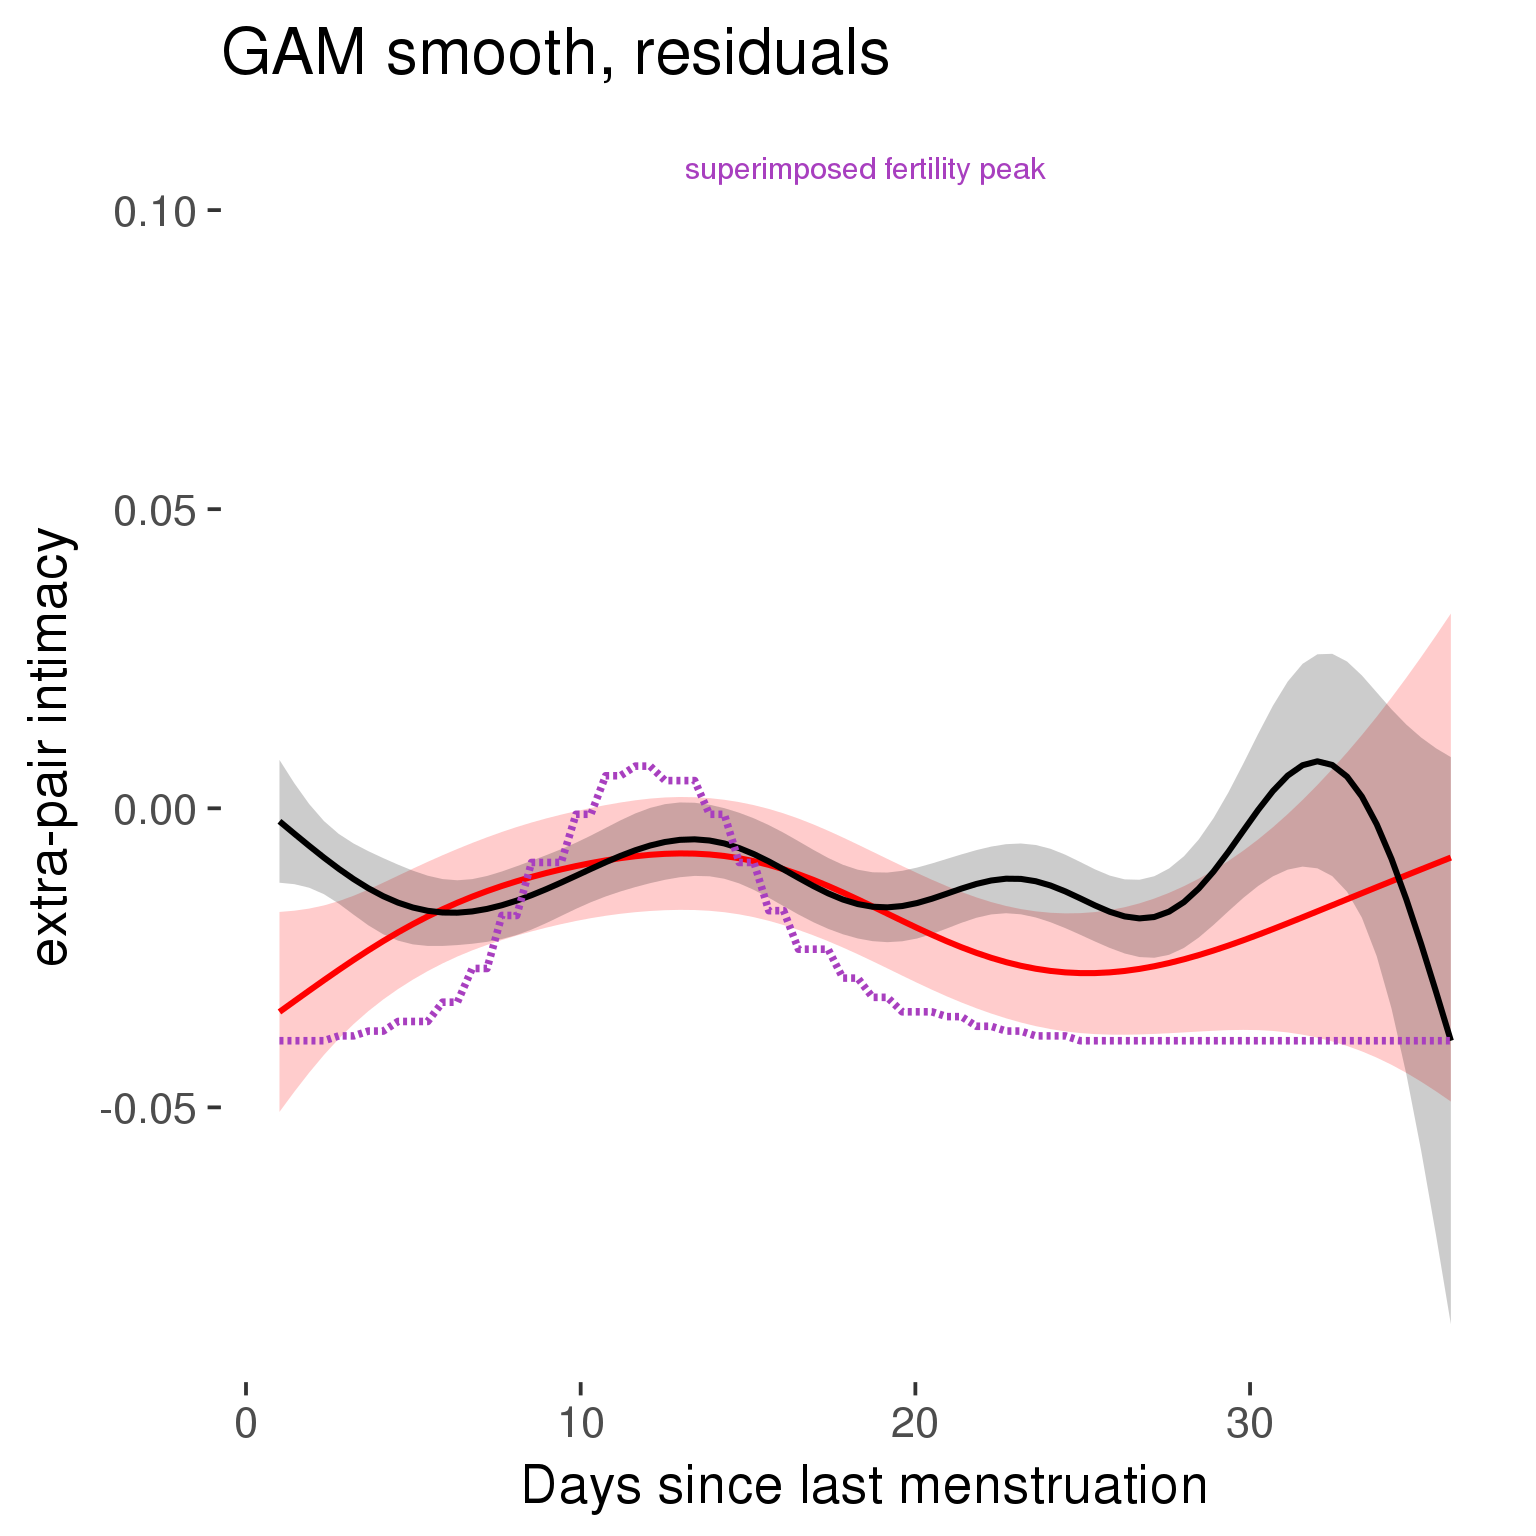 GAM smooth, residuals
superimposed fertility peak
0.10
0.05
0.00
-0.05
extra-pair intimacy
0 10 20 30
Days since last menstruation